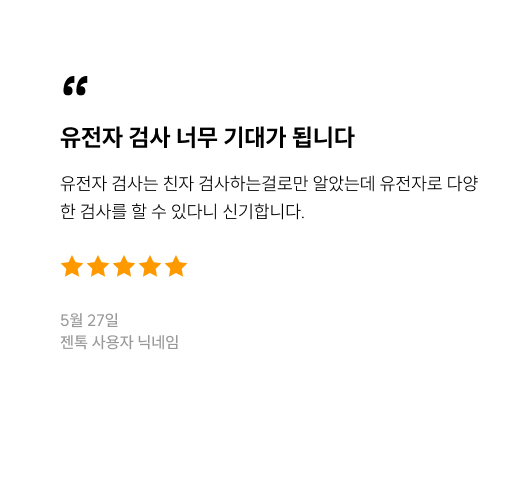 “
유전자 검사 너무 기대가 됩니다
유전자 검사는 친자 검사하는걸로만 알았는데 유전자로 다양
한 검사를 할 수 있다니 신기합니다.
5월 27일
젠톡 사용자 닉네임